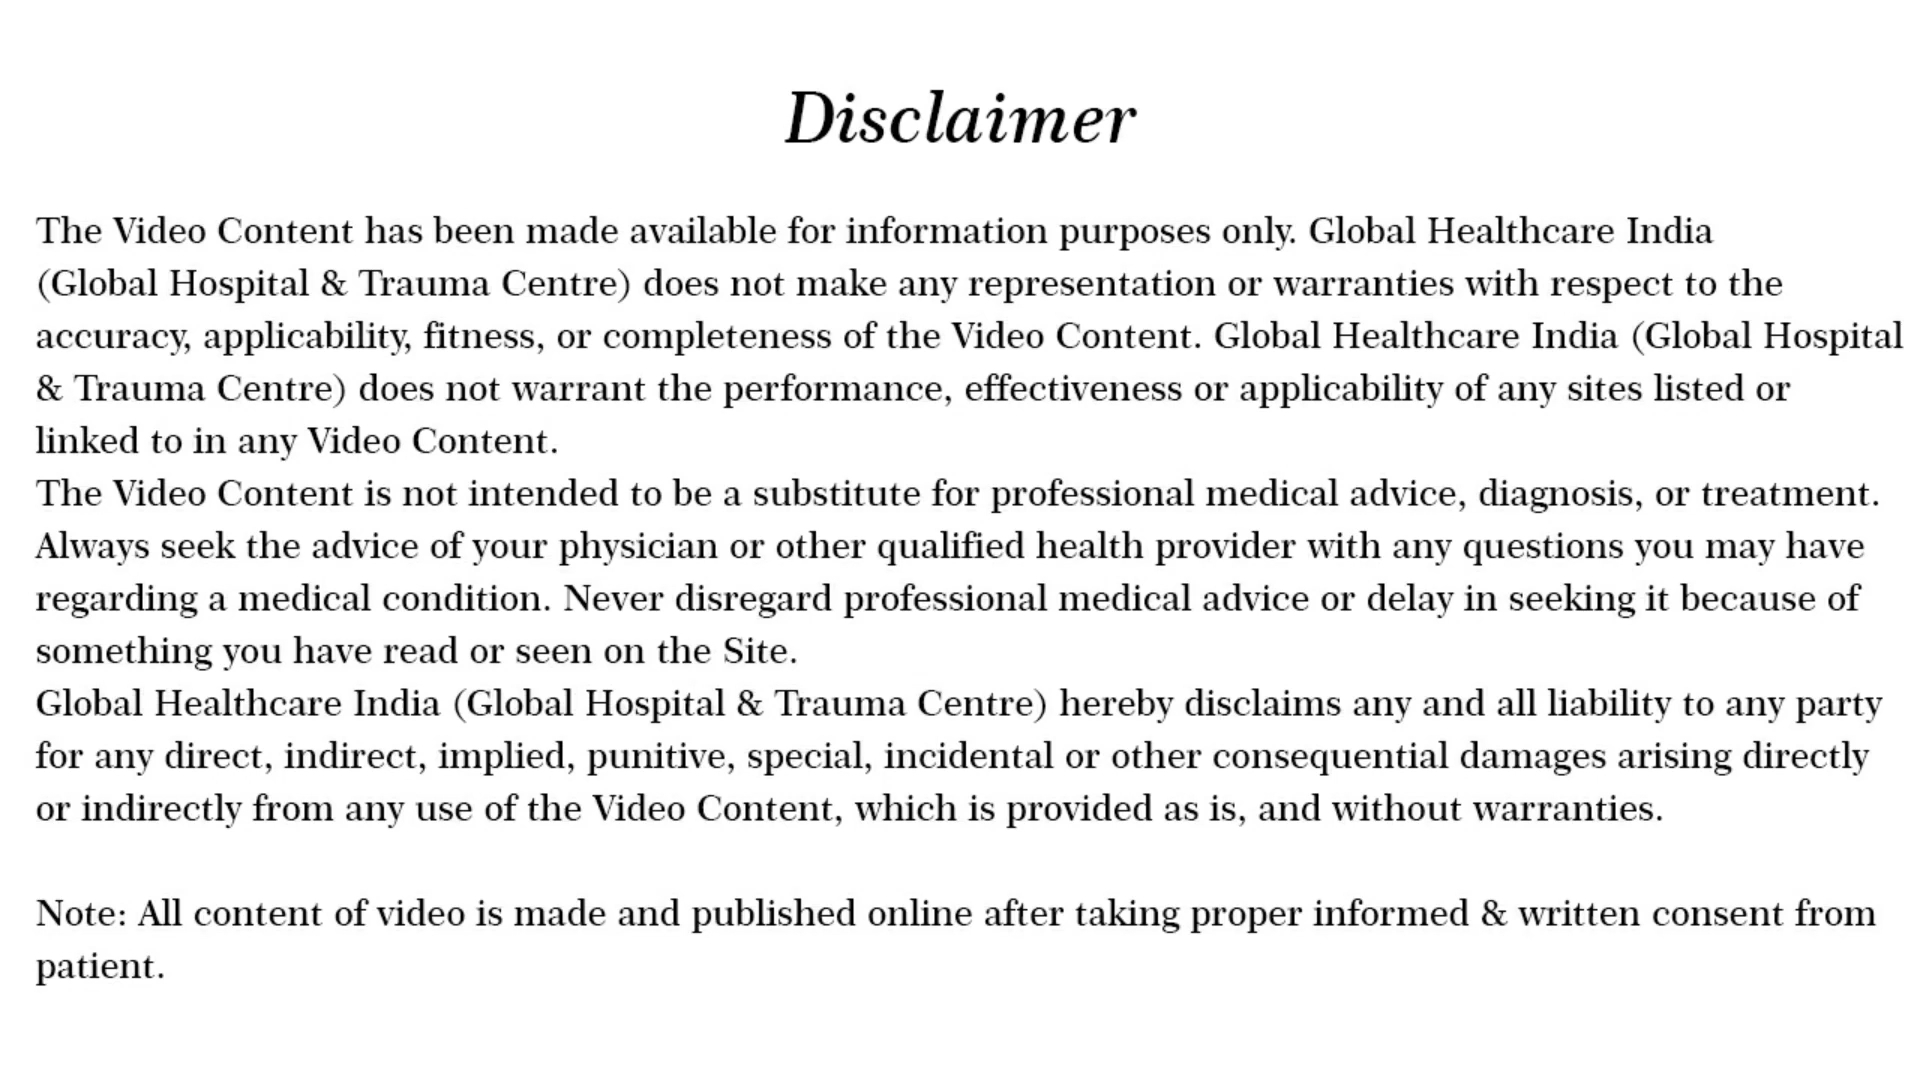 Disclaimer
The Video Content has been made available for information purposes only. Global Healthcare India
(Global Hospital & Trauma Centre) does not make any representation or warranties with respect to the
accuracy, applicability, fitness, or completeness of the Video Content. Global Healthcare India (Global Hospital
& Trauma Centre) does not warrant the performance, effectiveness or applicability of any sites listed or
linked to in any Video Content.
The Video Content is not intended to be a substitute for professional medical advice, diagnosis, or treatment.
Always seek the advice of your physician or other qualified health provider with any questions you may have
regarding a medical condition. Never disregard professional medical advice or delay in seeking it because of
something you have read or seen on the Site.
Global Healthcare India (Global Hospital & Trauma Centre) hereby disclaims any and all liability to any party
for any direct, indirect, implied, punitive, special, incidental or other consequential damages arising directly
or indirectly from any use of the Video Content, which is provided as is, and without warranties.
Note: All content of video is made and published online after taking proper informed & written consent from
patient.